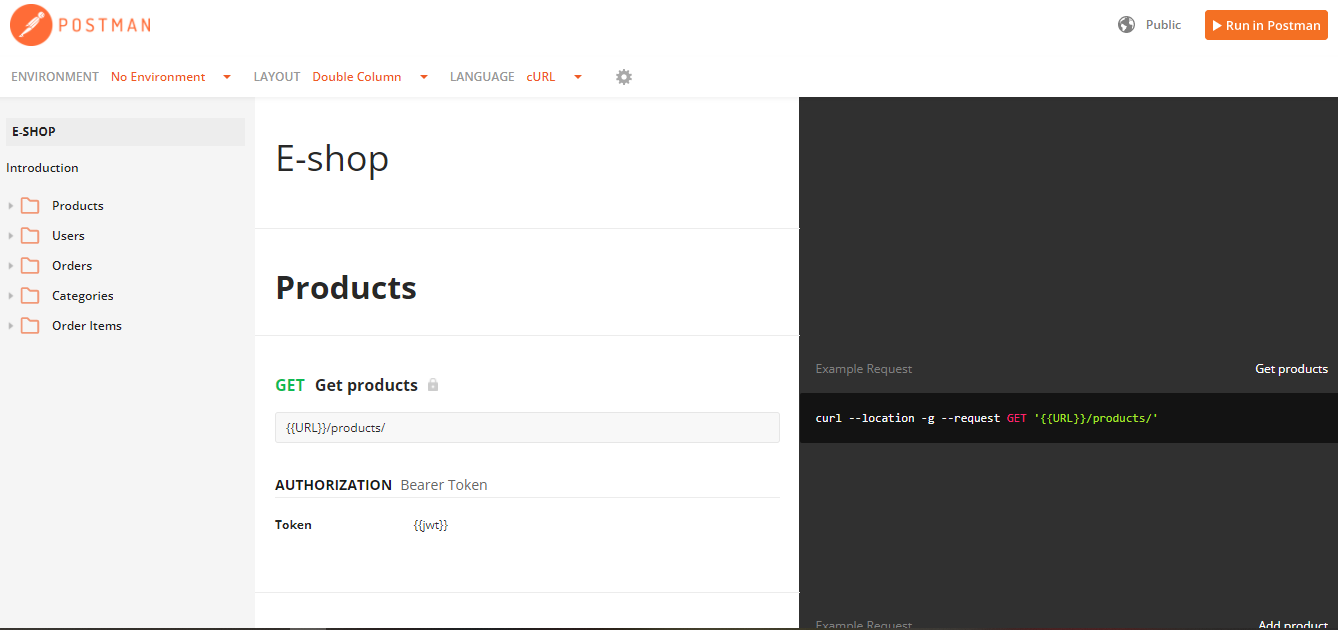 POSTMAN
Public
Run in Postman
ENVIRONMENT No Environment LAYOUT Double Column LANGUAGE cURL
E-SHOP
Introduction
Products
Users
Orders
Categories
Order Items
E-shop
Products
GET Get products
{{URL}}/products/
AUTHORIZATION Bearer Token
Token {{jwt}}
Example Request Get products
curl --location -g --request GET '{{URL}}/products/'
Example Request Add product